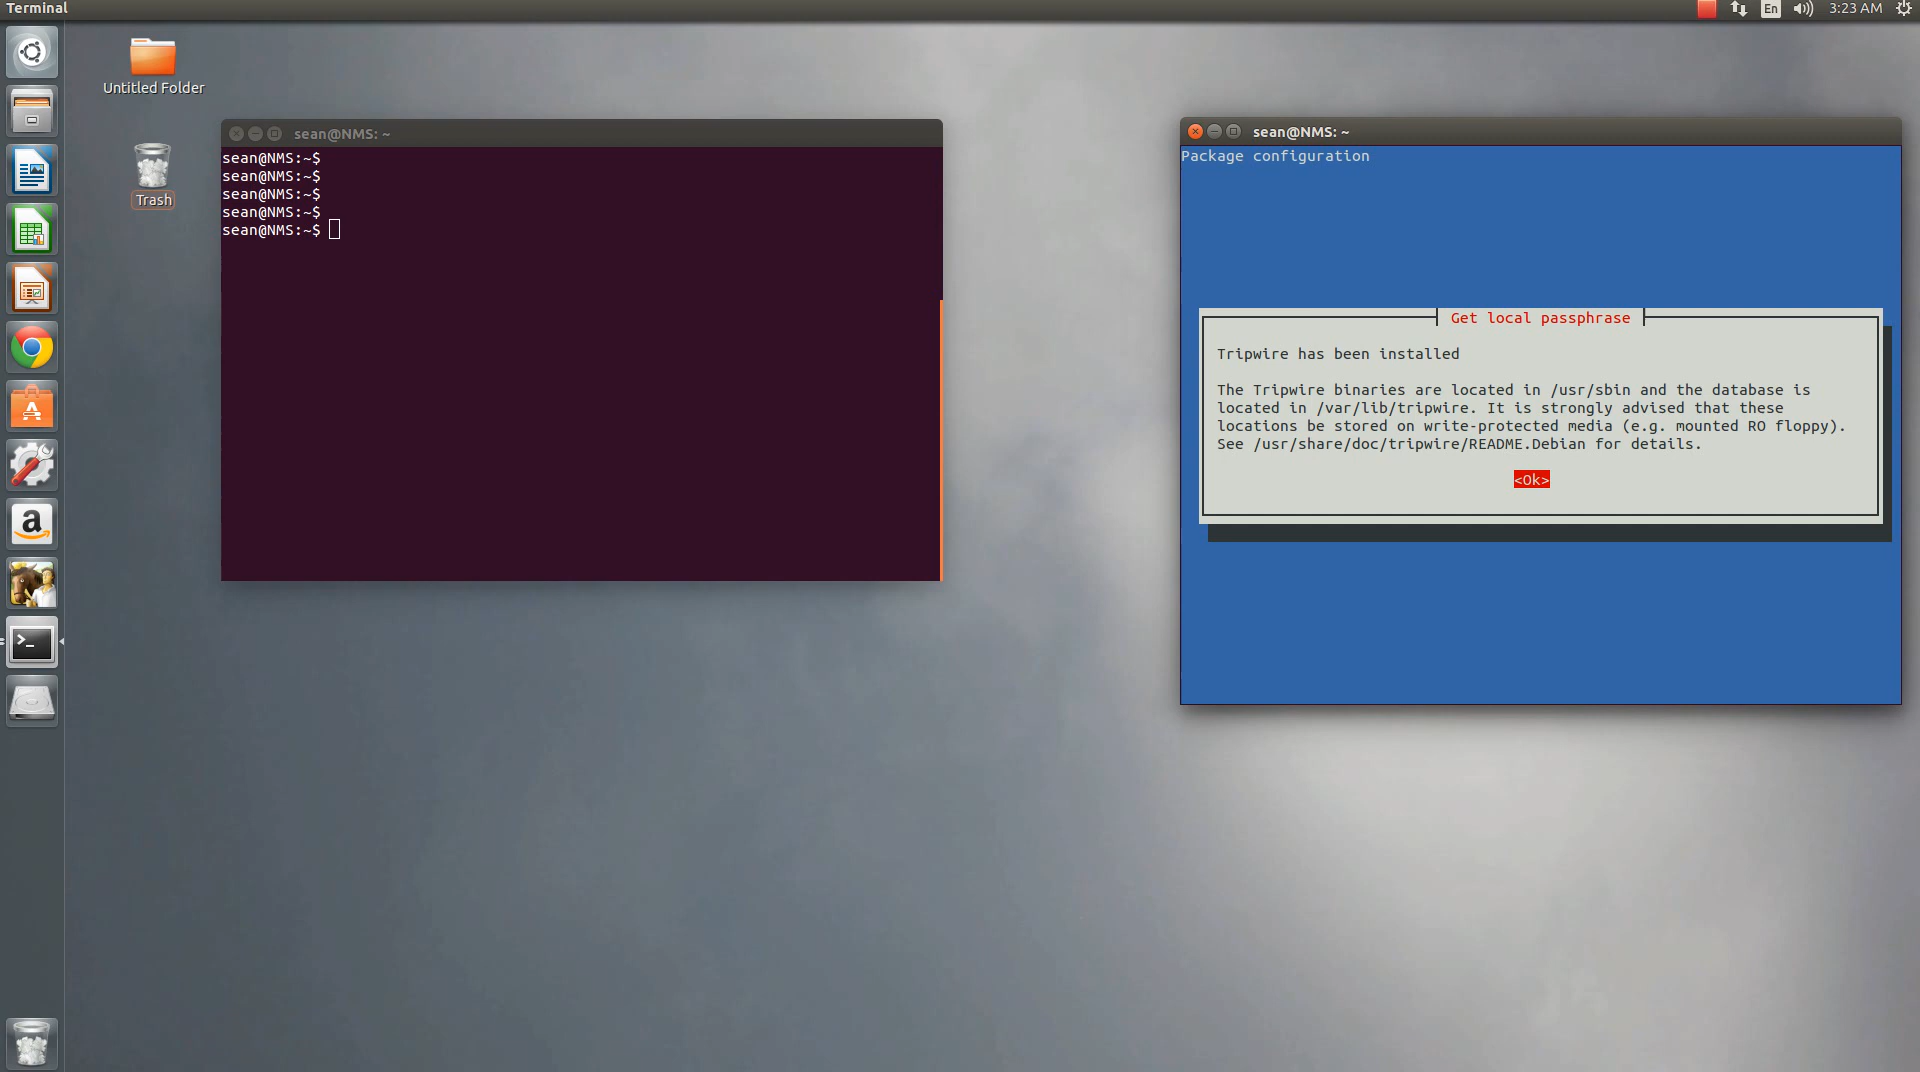 Terminal
En
3:23 AM
Untitled Folder
Trash
sean@NMS: ~
sean@NMS:~$
sean@NMS:~$
sean@NMS:~$
sean@NMS:~$
sean@NMS:~$
sean@NMS: ~
Package configuration
Get local passphrase
Tripwire has been installed
The Tripwire binaries are located in /usr/sbin and the database is
located in /var/lib/tripwire. It is strongly advised that these
locations be stored on write-protected media (e.g. mounted RO floppy).
See /usr/share/doc/tripwire/README.Debian for details.
<Ok>